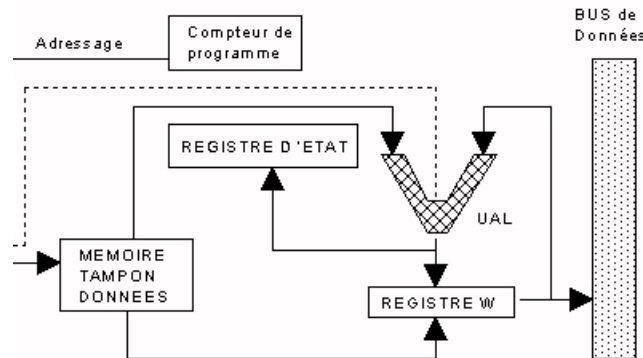 BUS de
Données
Adressage
Compteur de
programme
REGISTRE D'ETAT
UAL
MEMOIRE
TAMPON
DONNEES
REGISTRE W